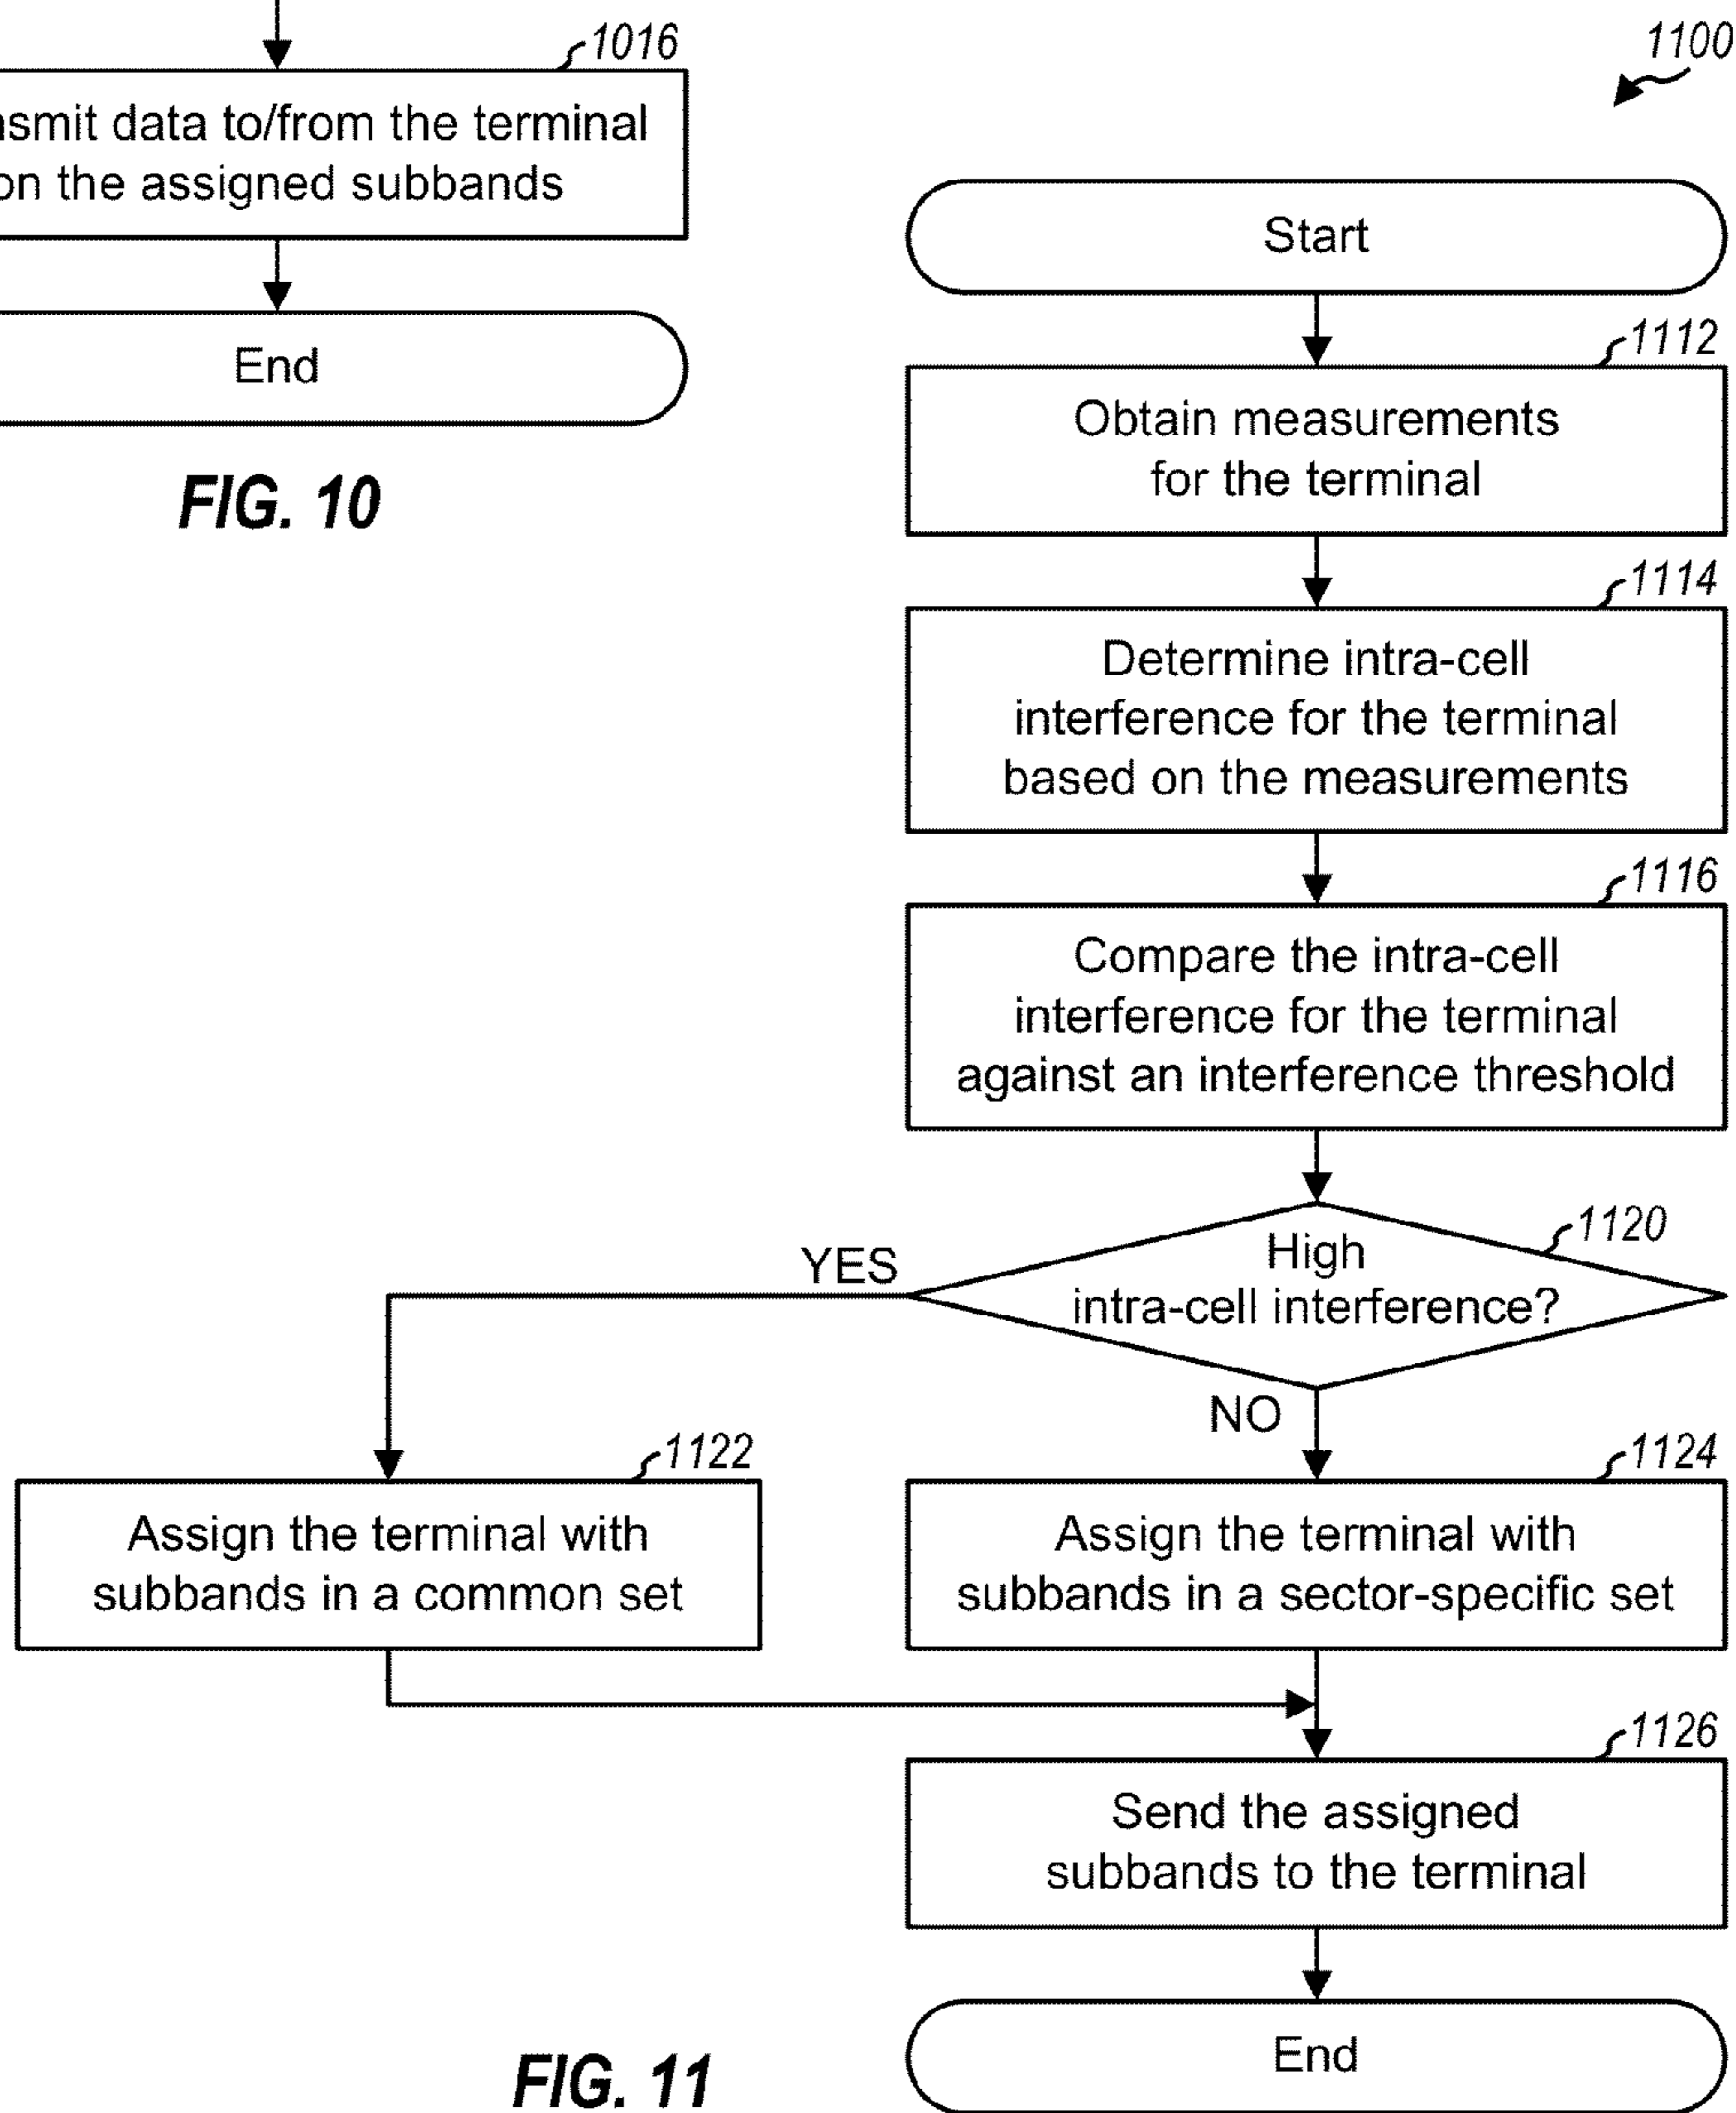 1016
smit data to/from the terminal
on the assigned subbands
End
FIG. 10
1100
Start
1112
Obtain measurements
for the terminal
1114
Determine intra-cell
interference for the terminal
based on the measurements
1116
Compare the intra-cell
interference for the terminal
against an interference threshold
1120
High
intra-cell interference?
YES
NO
1122
Assign the terminal with
subbands in a common set
1124
Assign the terminal with
subbands in a sector-specific set
1126
Send the assigned
subbands to the terminal
End
FIG. 11